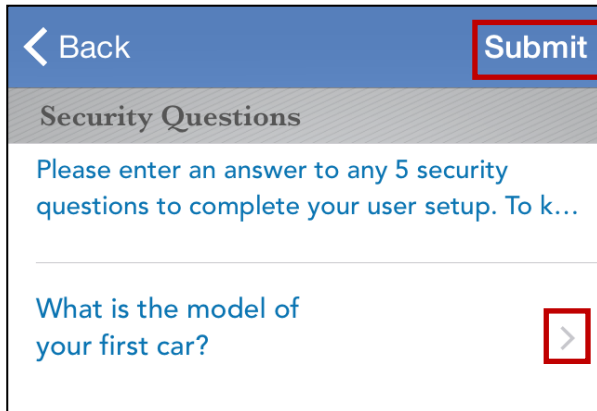 Back
Submit
Security Questions
Please enter an answer to any 5 security
questions to complete your user setup. To k...
What is the model of
your first car?